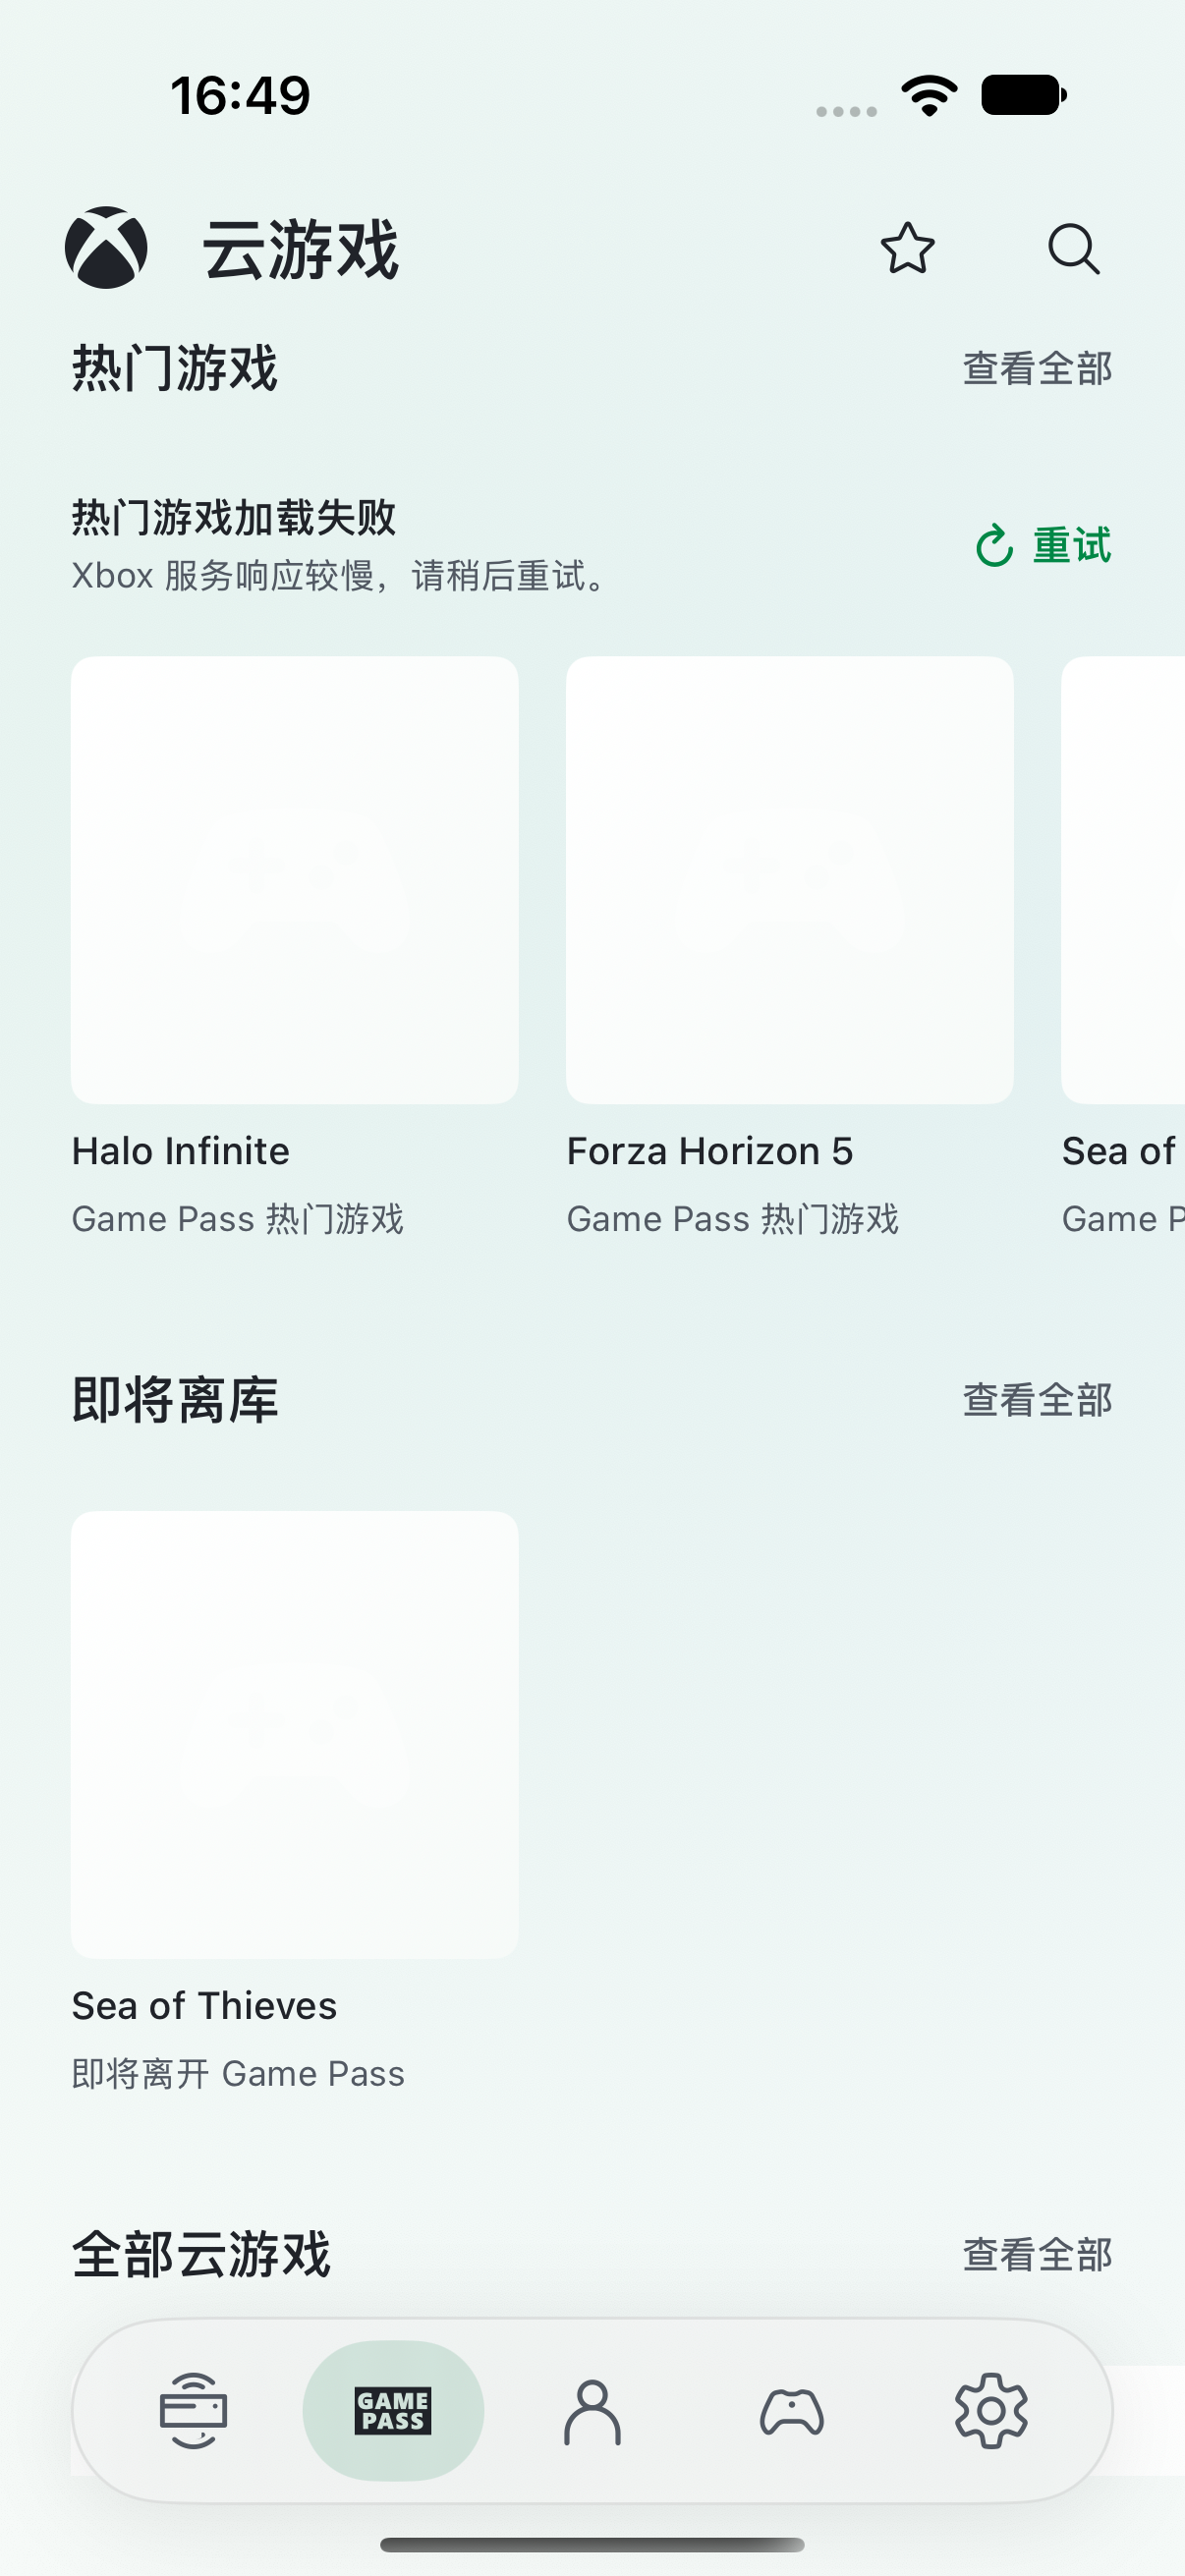 16:49
云游戏
热门游戏
查看全部
热门游戏加载失败
Xbox 服务响应较慢，请稍后重试。
重试
Halo Infinite
Forza Horizon 5
Sea of
Game Pass 热门游戏
Game Pass 热门游戏
Game P
即将离库
查看全部
Sea of Thieves
即将离开 Game Pass
全部云游戏
查看全部
GAME
PASS